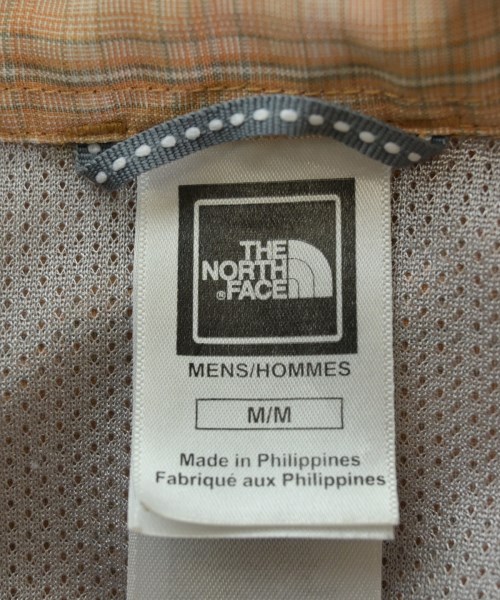 THE
NORTH
®FACE
MENS/HOMMES
M/M
Made in Philippines
Fabriqué aux Philippines